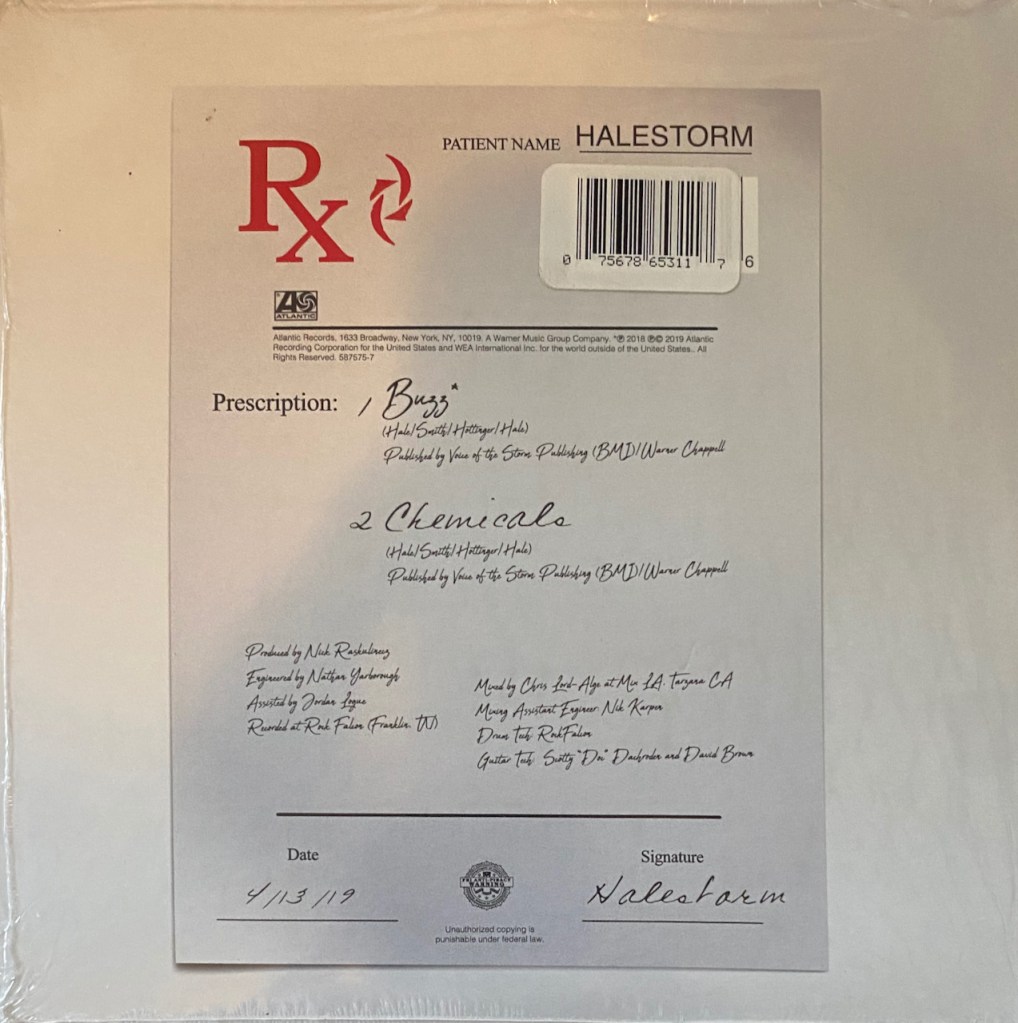 Rx
PATIENT NAME HALESTORM
0 75678 65311 7 6
ATLANTIC
Atlantic Records, 1633 Broadway, New York, NY, 10019. A Warner Music Group Company. *℗ 2018 ℗© 2019 Atlantic
Recording Corporation for the United States and WEA International Inc. for the world outside of the United States.. All
Rights Reserved. 587575-7
Prescription: 1 Buzz*
(Hale/Smith/Hottinger/Hale)
Published by Voice of the Storm Publishing (BMI)/Warner Chappell
2 Chemicals
(Hale/Smith/Hottinger/Hale)
Published by Voice of the Storm Publishing (BMI)/Warner Chappell
Produced by Nick Raskulinecz
Engineered by Nathan Yarborough
Assisted by Jordan Logue
Recorded at Rock Falcon (Franklin, TN)
Mixed by Chris Lord-Alge at Mix LA, Tarzana CA
Mixing Assistant Engineer: Nik Karpen
Drum Tech: RockFalcon
Guitar Tech: Scotty "Doc" Dachroden and David Brown
Date
4/13/19
Signature
Halestorm
FBI ANTI-PIRACY
WARNING
Unauthorized copying is
punishable under federal law.